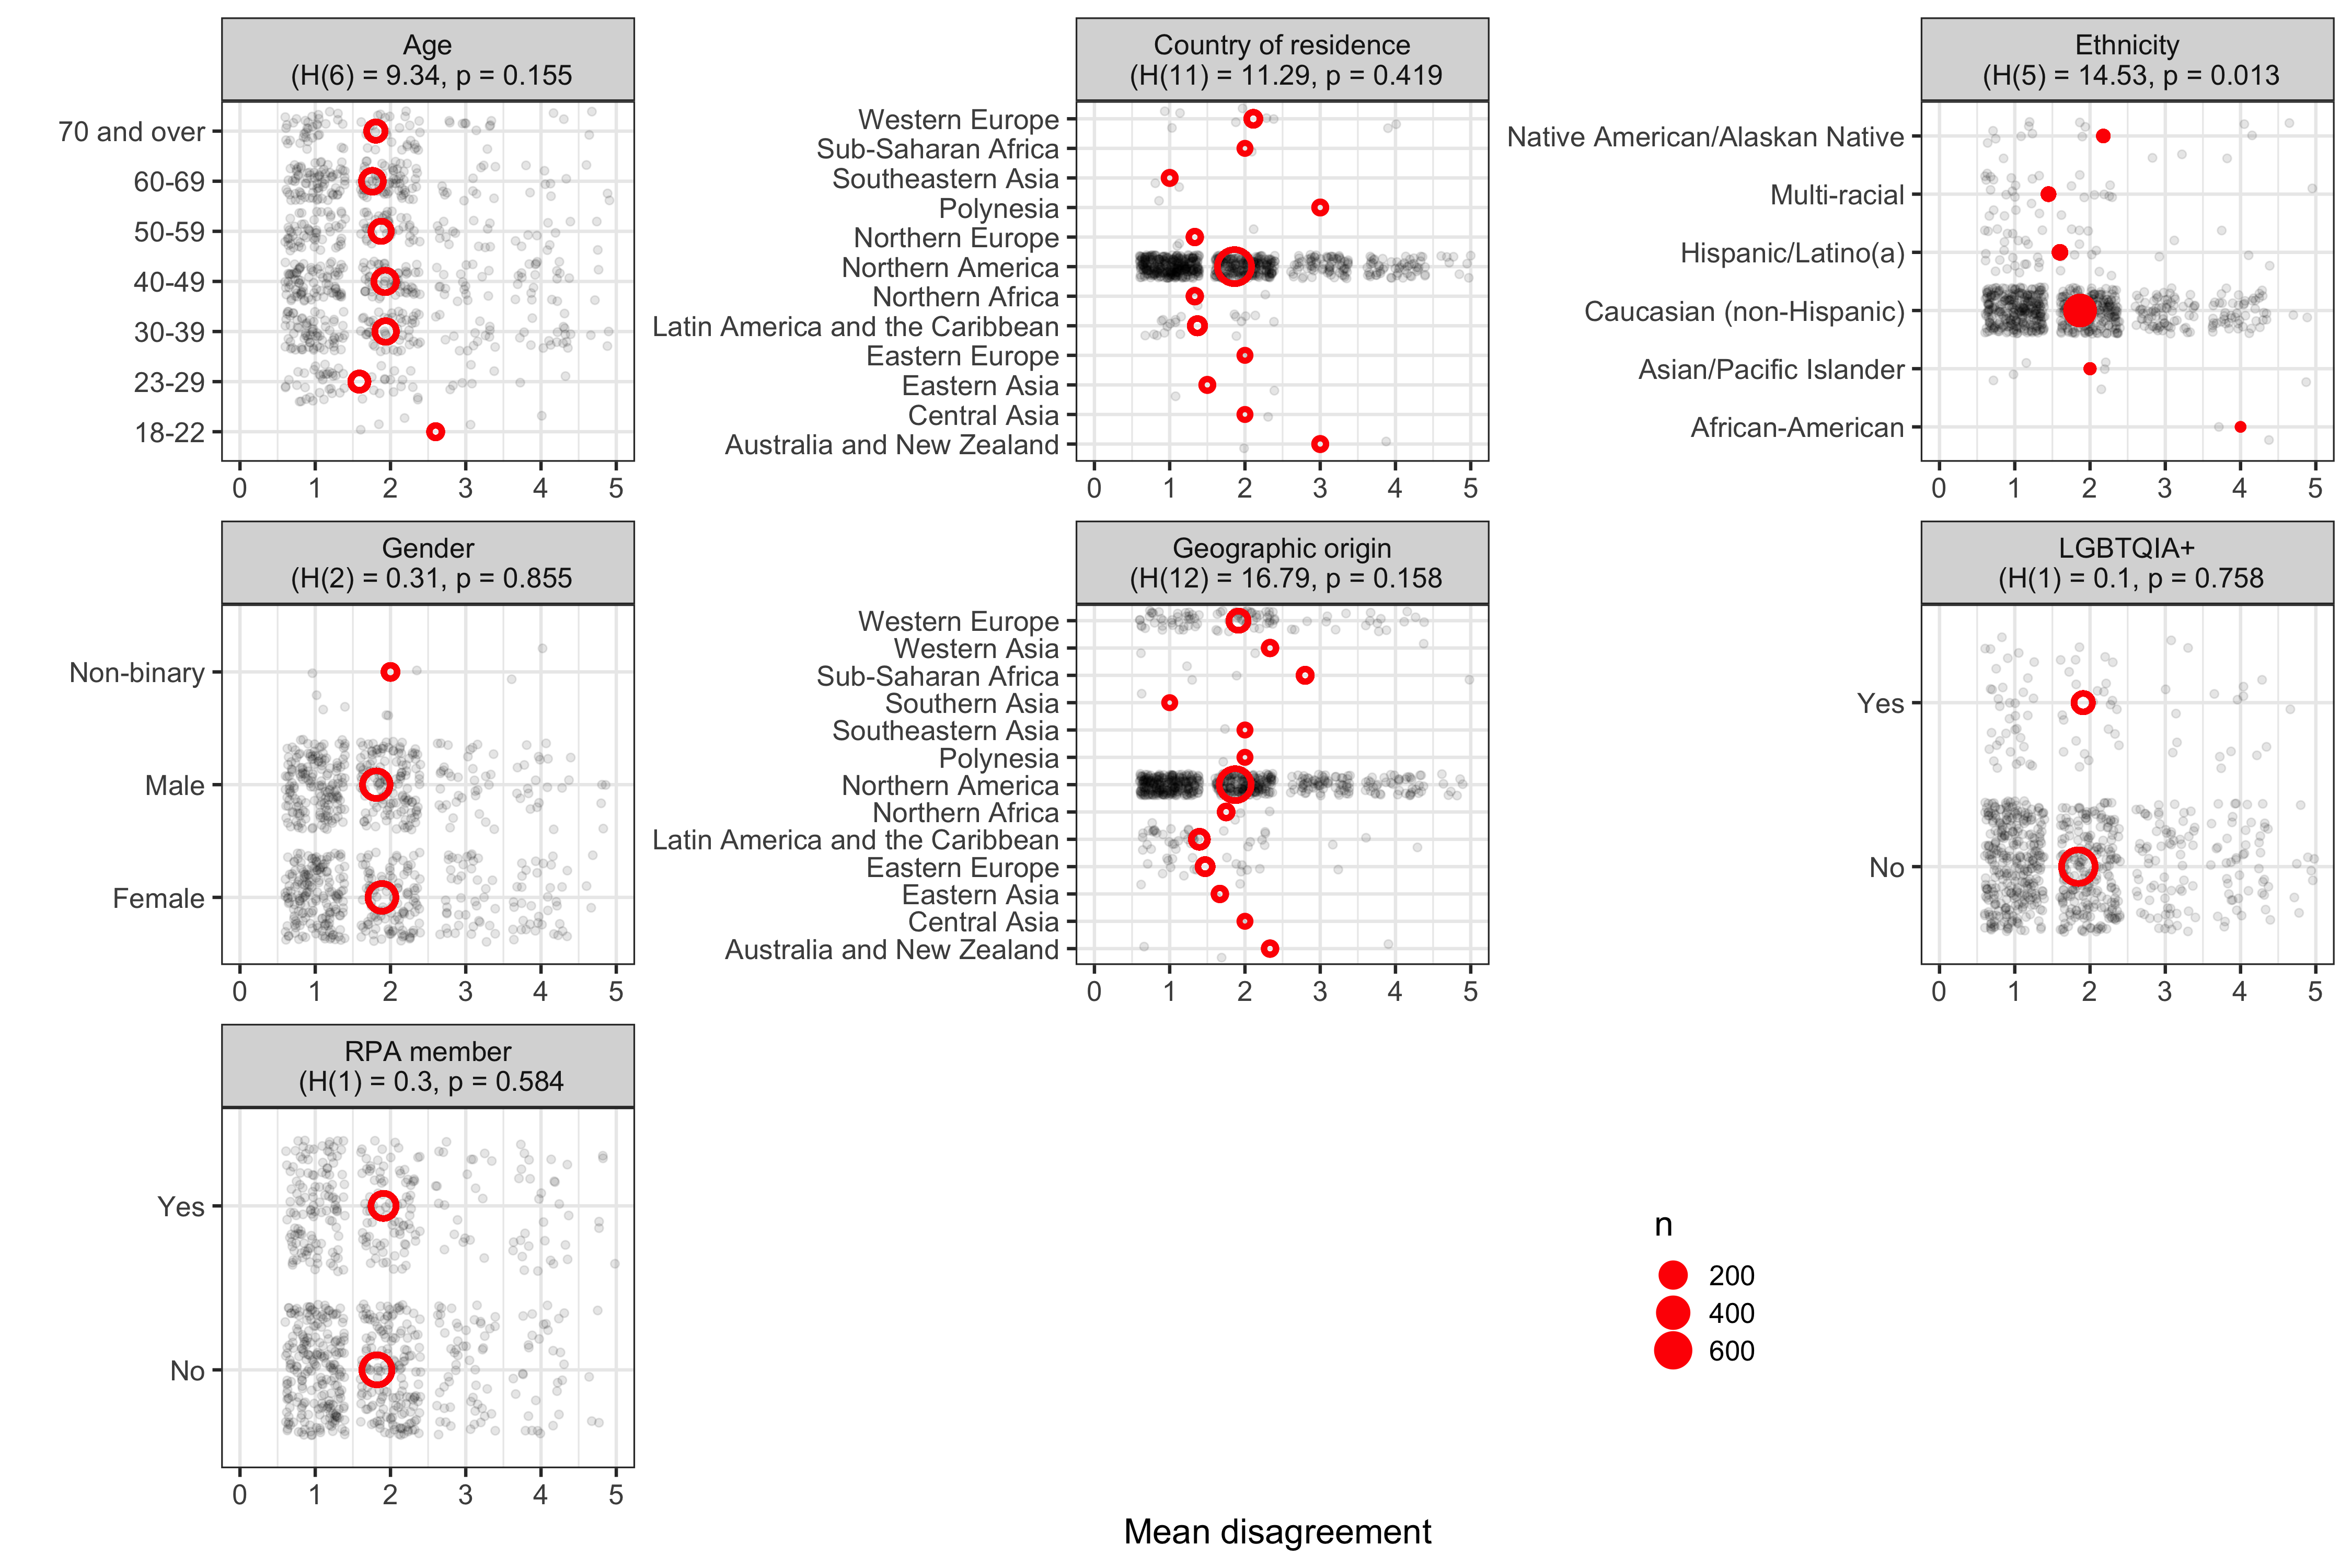 Age
(H(6) = 9.34, p = 0.155)
70 and over
60-69
50-59
40-49
30-39
23-29
18-22
0 1 2 3 4 5
Country of residence
(H(11) = 11.29, p = 0.419)
Western Europe
Sub-Saharan Africa
Southeastern Asia
Polynesia
Northern Europe
Northern America
Northern Africa
Latin America and the Caribbean
Eastern Europe
Eastern Asia
Central Asia
Australia and New Zealand
0 1 2 3 4 5
Ethnicity
(H(5) = 14.53, p = 0.013)
Native American/Alaskan Native
Multi-racial
Hispanic/Latino(a)
Caucasian (non-Hispanic)
Asian/Pacific Islander
African-American
0 1 2 3 4 5
Gender
(H(2) = 0.31, p = 0.855)
Non-binary
Male
Female
0 1 2 3 4 5
Geographic origin
(H(12) = 16.79, p = 0.158)
Western Europe
Western Asia
Sub-Saharan Africa
Southern Asia
Southeastern Asia
Polynesia
Northern America
Northern Africa
Latin America and the Caribbean
Eastern Europe
Eastern Asia
Central Asia
Australia and New Zealand
0 1 2 3 4 5
LGBTQIA+
(H(1) = 0.1, p = 0.758)
Yes
No
0 1 2 3 4 5
RPA member
(H(1) = 0.3, p = 0.584)
Yes
No
0 1 2 3 4 5
n
200
400
600
Mean disagreement